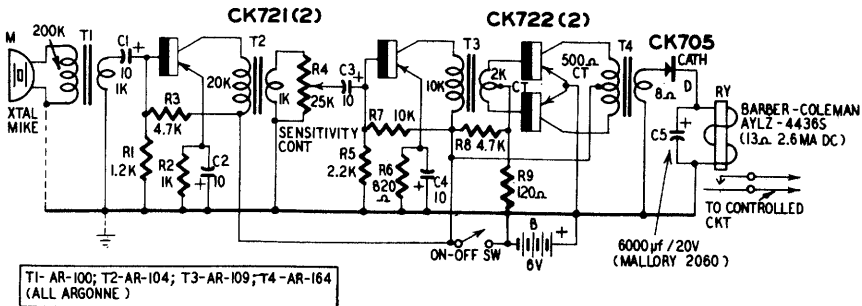 CK721(2)
CK722(2)
CK705
M
200K
T1
C1
+
10
1K
T2
20K
1K
R4
25K
C3
+
10
T3
10K
2K
CT
500Ω
CT
T4
8Ω
CATH
D
RY
BARBER-COLEMAN
AYLZ-4436S
(13Ω 2.6MA DC)
XTAL
MIKE
R3
4.7K
SENSITIVITY
CONT
R7 10K
R8 4.7K
C5
+
R1
1.2K
R2
1K
+
C2
10
R5
2.2K
R6
820
Ω
+
C4
10
R9
120Ω
TO CONTROLLED
CKT
ON-OFF SW
B
+
6V
6000µf/20V
(MALLORY 2060)
T1-AR-100; T2-AR-104; T3-AR-109; T4-AR-164
(ALL ARGONNE)